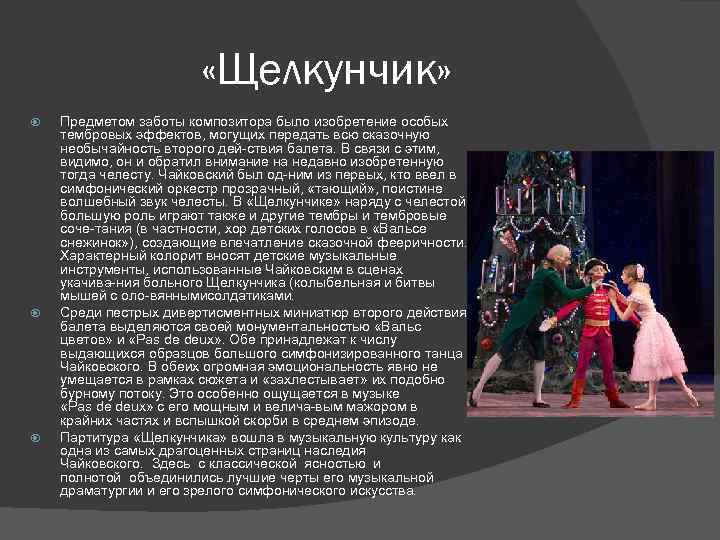 «Щелкунчик»
Предметом заботы композитора было изобретение особых
тембровых эффектов, могущих передать всю сказочную
необычайность второго дей-ствия балета. В связи с этим,
видимо, он и обратил внимание на недавно изобретенную
тогда челесту. Чайковский был од-ним из первых, кто ввел в
симфонический оркестр прозрачный, «тающий», поистине
волшебный звук челесты. В «Щелкунчике» наряду с челестой
большую роль играют также и другие тембры и тембровые
соче-тания (в частности, хор детских голосов в «Вальсе
снежинок»), создающие впечатление сказочной фееричности.
Характерный колорит вносят детские музыкальные
инструменты, использованные Чайковским в сценах
укачива-ния больного Щелкунчика (колыбельная и битвы
мышей с оло-вяннымисолдатиками.
Среди пестрых дивертисментных миниатюр второго действия
балета выделяются своей монументальностью «Вальс
цветов» и «Pas de deux». Обе принадлежат к числу
выдающихся образцов большого симфонизированного танца
Чайковского. В обеих огромная эмоциональность явно не
умещается в рамках сюжета и «захлестывает» их подобно
бурному потоку. Это особенно ощущается в музыке
«Pas de deux» с его мощным и велича-вым мажором в
крайних частях и вспышкой скорби в среднем эпизоде.
Партитура «Щелкунчика» вошла в музыкальную культуру как
одна из самых драгоценных страниц наследия
Чайковского. Здесь с классической ясностью и
полнотой объединились лучшие черты его музыкальной
драматургии и его зрелого симфонического искусства.